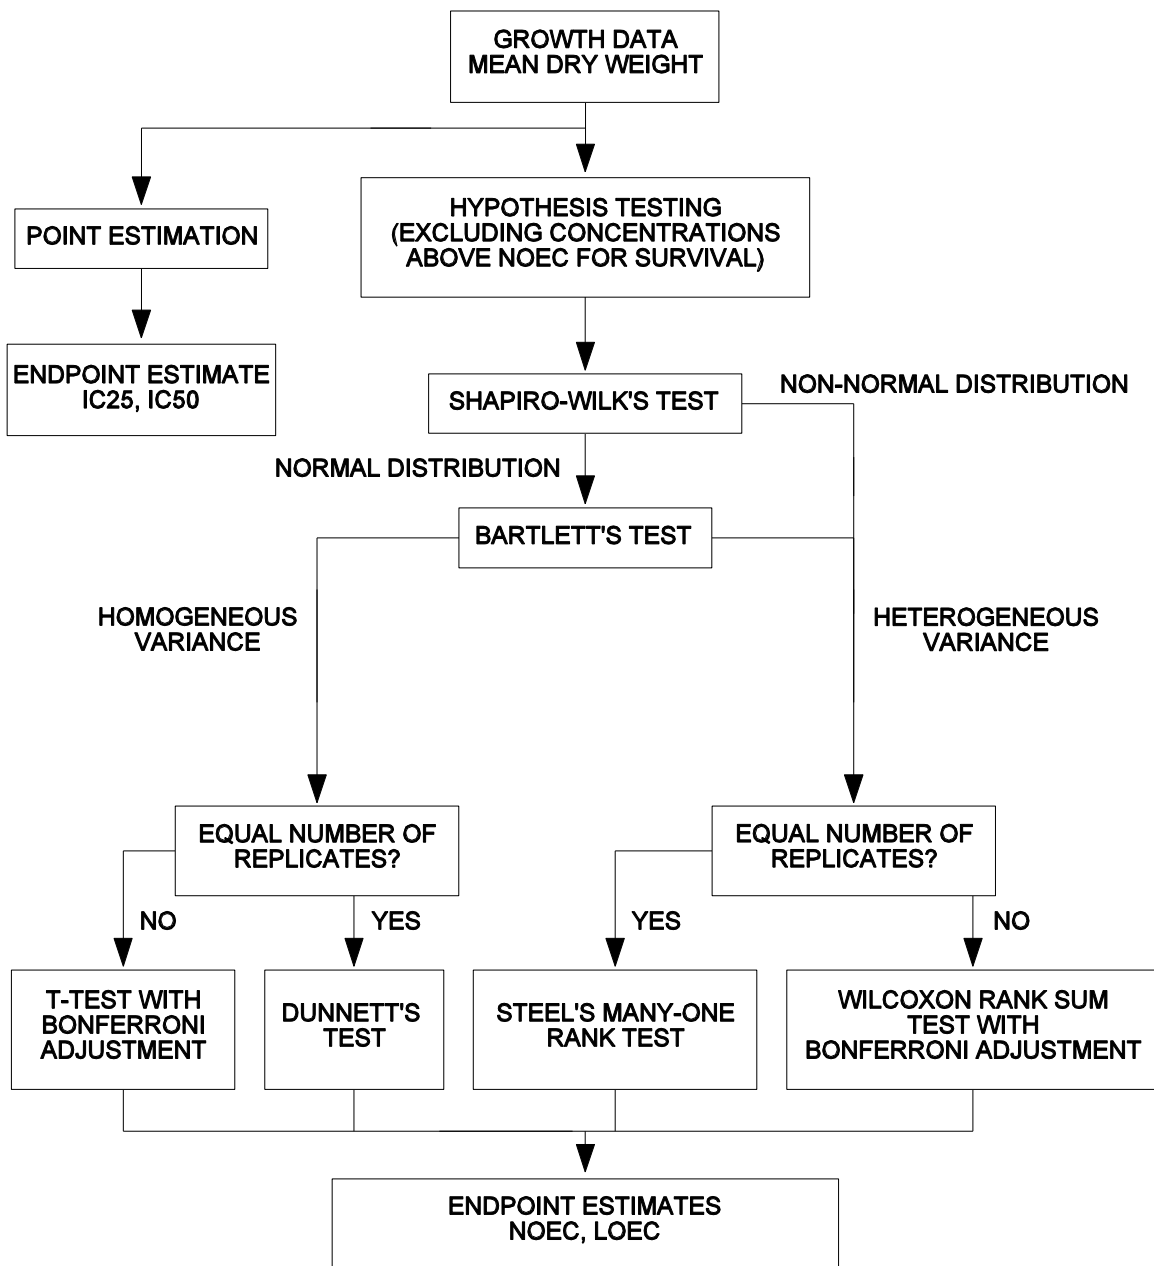 GROWTH DATA
MEAN DRY WEIGHT
POINT ESTIMATION
HYPOTHESIS TESTING
(EXCLUDING CONCENTRATIONS
ABOVE NOEC FOR SURVIVAL)
ENDPOINT ESTIMATE
IC25, IC50
SHAPIRO-WILK'S TEST
NON-NORMAL DISTRIBUTION
NORMAL DISTRIBUTION
BARTLETT'S TEST
HOMOGENEOUS
VARIANCE
HETEROGENEOUS
VARIANCE
EQUAL NUMBER OF
REPLICATES?
EQUAL NUMBER OF
REPLICATES?
NO
YES
YES
NO
T-TEST WITH
BONFERRONI
ADJUSTMENT
DUNNETT'S
TEST
STEEL'S MANY-ONE
RANK TEST
WILCOXON RANK SUM
TEST WITH
BONFERRONI ADJUSTMENT
ENDPOINT ESTIMATES
NOEC, LOEC